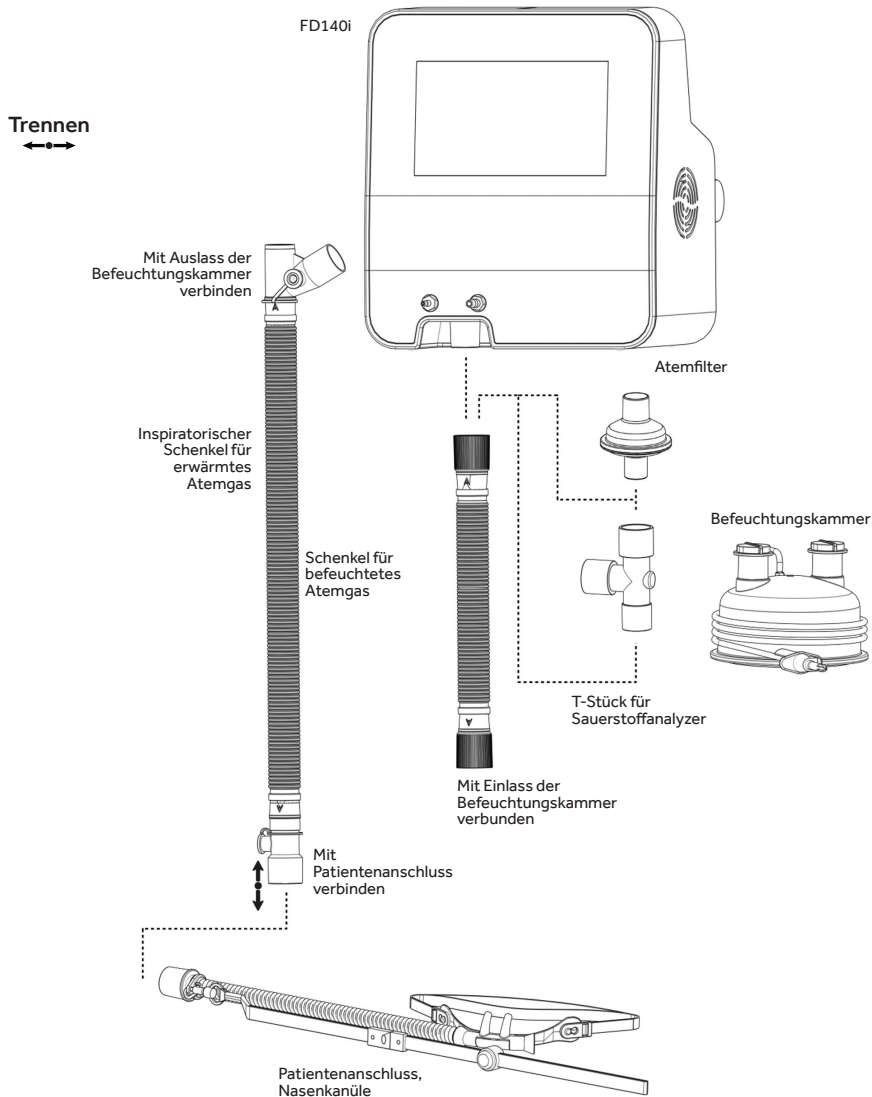 FD140i
Trennen
Mit Auslass der
Befeuchtungskammer
verbinden
Atemfilter
Inspiratorischer
Schenkel für
erwärmtes
Atemgas
Befeuchtungskammer
Schenkel für
befeuchtetes
Atemgas
T-Stück für
Sauerstoffanalyzer
Mit Einlass der
Befeuchtungskammer
verbunden
Mit
Patientenanschluss
verbinden
Patientenanschluss,
Nasenkanüle